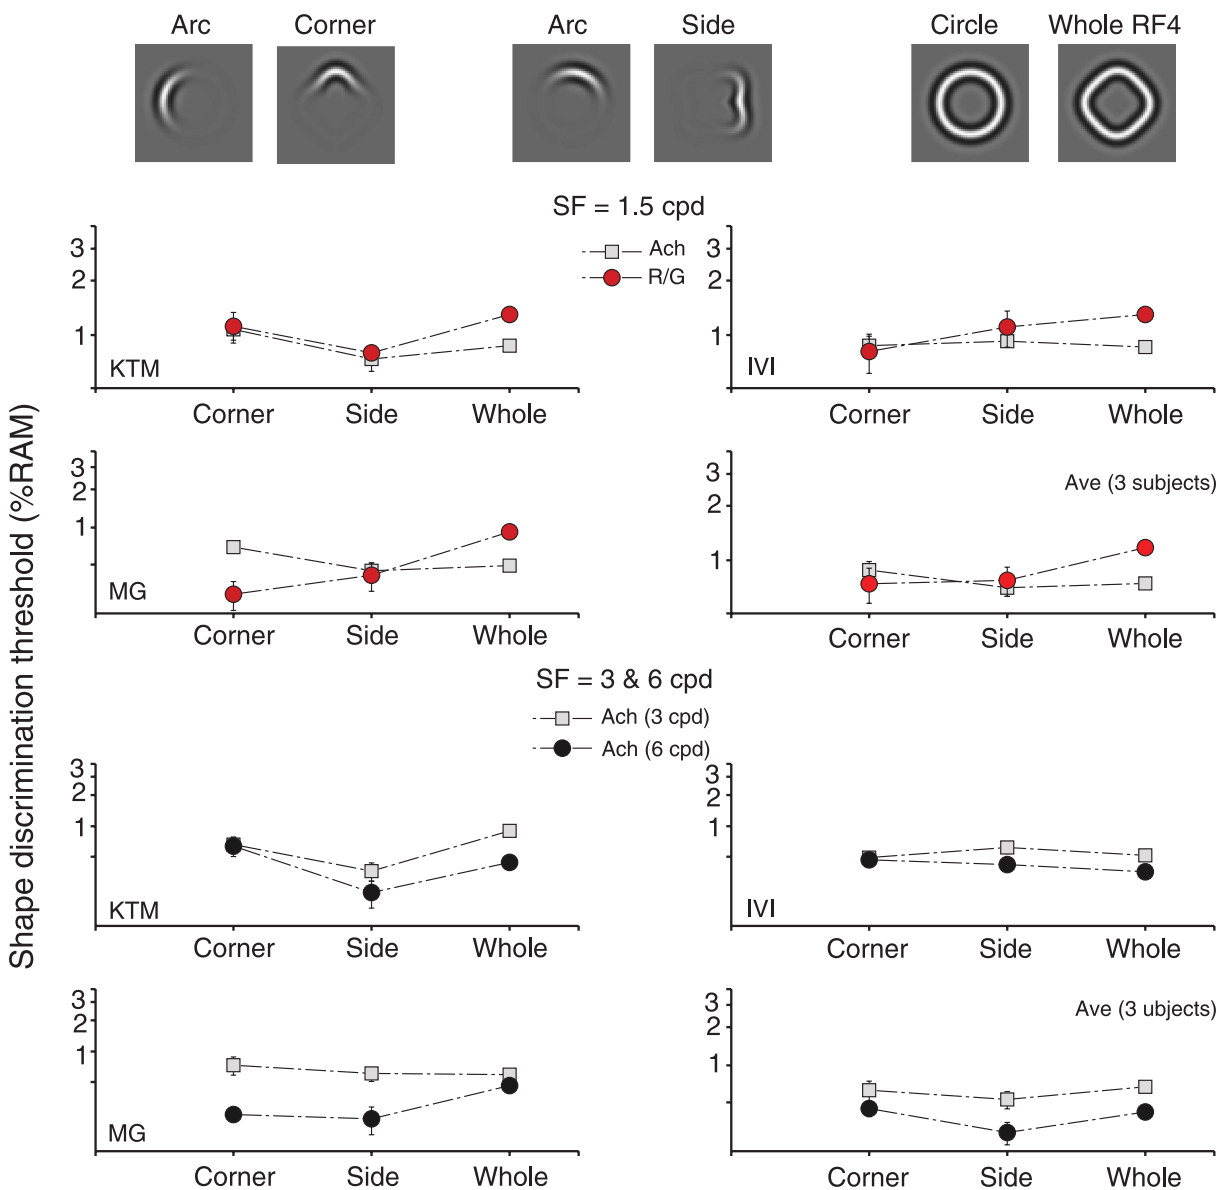 Arc Corner Arc Side Circle Whole RF4
SF = 1.5 cpd
Ach
R/G
3
2
1
KTM
Corner Side Whole
3
2
1
IVI
Corner Side Whole
3
2
1
MG
Corner Side Whole
Ave (3 subjects)
3
2
1
Corner Side Whole
Shape discrimination threshold (%RAM)
SF = 3 & 6 cpd
Ach (3 cpd)
Ach (6 cpd)
3
2
1
KTM
Corner Side Whole
3
2
1
IVI
Corner Side Whole
3
2
1
MG
Corner Side Whole
Ave (3 ubjects)
3
2
1
Corner Side Whole